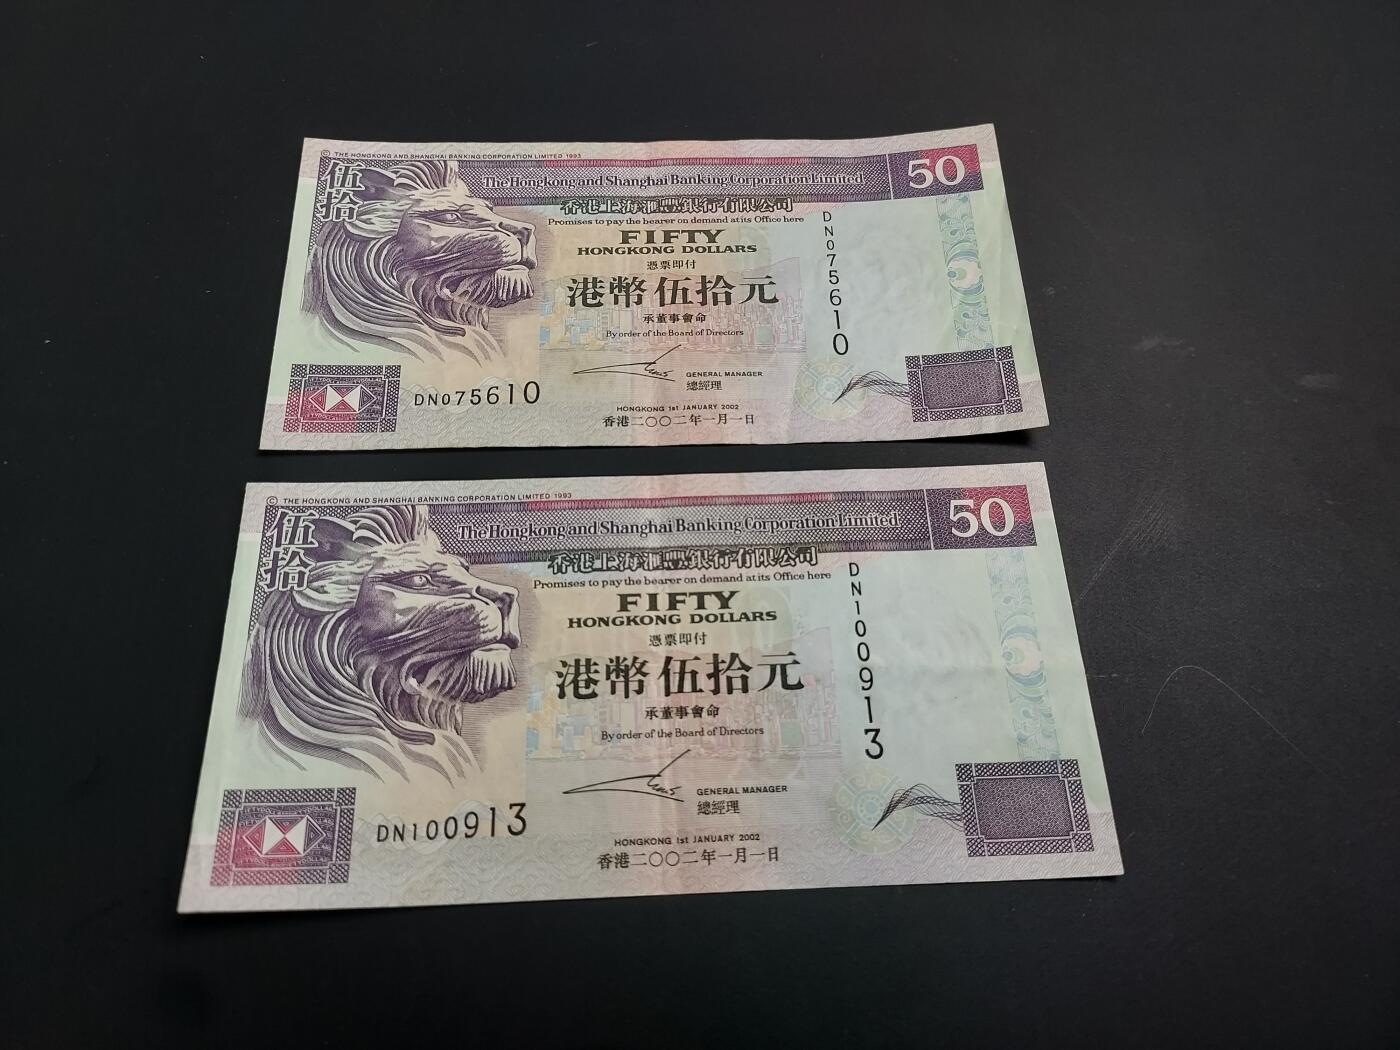 © THE HONGKONG AND SHANGHAI BANKING CORPORATION LIMITED 1993
伍拾
The Hongkong and Shanghai Banking Corporation Limited
50
香港上海滙豐銀行有限公司
Promises to pay the bearer on demand at its Office here
FIFTY
HONGKONG DOLLARS
憑票即付
港幣伍拾元
承董事會命
By order of the Board of Directors
GENERAL MANAGER
總經理
DN075610
DN075610
HONGKONG 1st JANUARY 2002
香港二〇〇二年一月一日
© THE HONGKONG AND SHANGHAI BANKING CORPORATION LIMITED 1993
伍拾
The Hongkong and Shanghai Banking Corporation Limited
50
香港上海滙豐銀行有限公司
Promises to pay the bearer on demand at its Office here
FIFTY
HONGKONG DOLLARS
憑票即付
港幣伍拾元
承董事會命
By order of the Board of Directors
GENERAL MANAGER
總經理
DN100913
DN100913
HONGKONG 1st JANUARY 2002
香港二〇〇二年一月一日